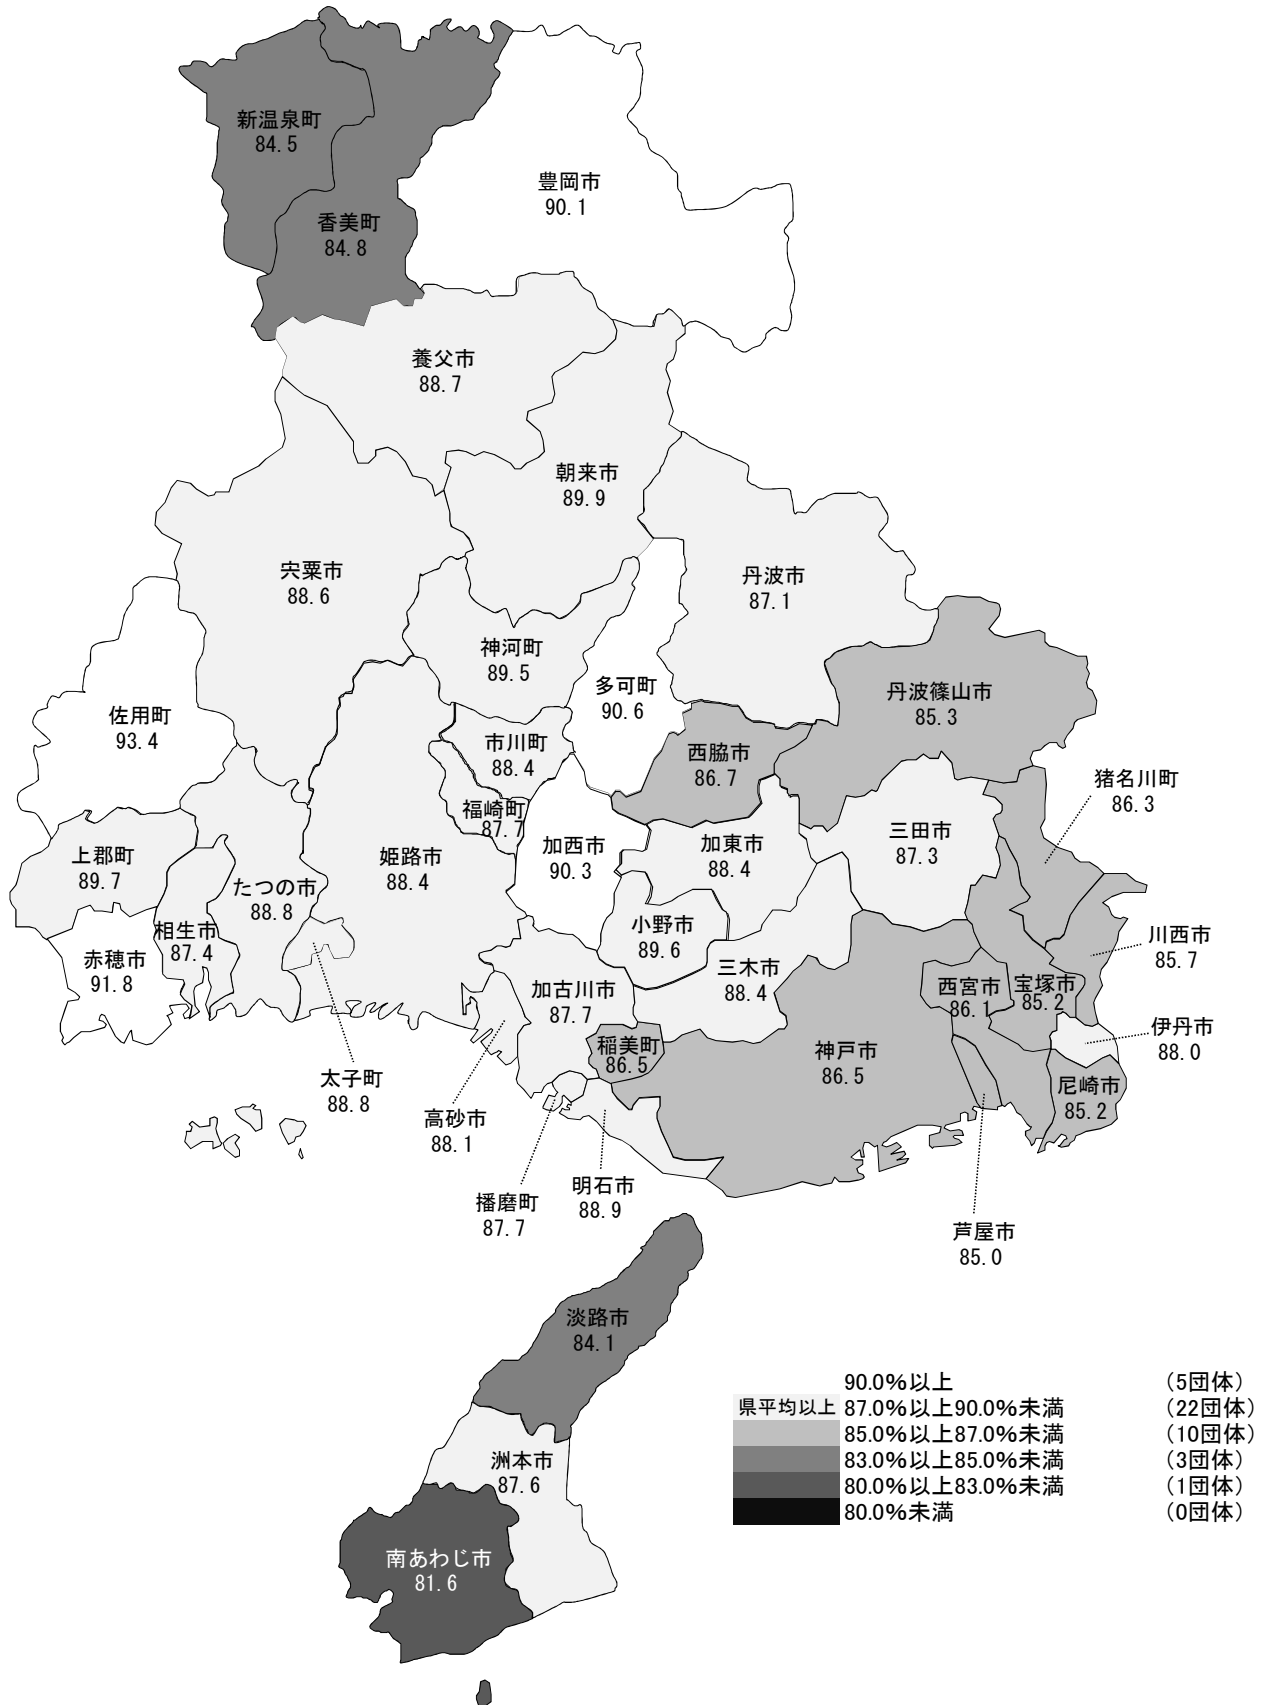 新温泉町
84.5
豊岡市
90.1
香美町
84.8
養父市
88.7
朝来市
89.9
宍粟市
88.6
丹波市
87.1
神河町
89.5
多可町
90.6
丹波篠山市
85.3
佐用町
93.4
市川町
88.4
西脇市
86.7
猪名川町
86.3
福崎町
87.7
三田市
87.3
上郡町
89.7
姫路市
88.4
加西市
90.3
加東市
88.4
たつの市
88.8
相生市
87.4
小野市
89.6
川西市
85.7
赤穂市
91.8
三木市
88.4
加古川市
87.7
西宮市
86.1
宝塚市
85.2
伊丹市
88.0
稲美町
86.5
神戸市
86.5
太子町
88.8
尼崎市
85.2
高砂市
88.1
明石市
88.9
播磨町
87.7
芦屋市
85.0
淡路市
84.1
洲本市
87.6
南あわじ市
81.6
90.0%以上 (5団体)
県平均以上 87.0%以上90.0%未満 (22団体)
85.0%以上87.0%未満 (10団体)
83.0%以上85.0%未満 (3団体)
80.0%以上83.0%未満 (1団体)
80.0%未満 (0団体)